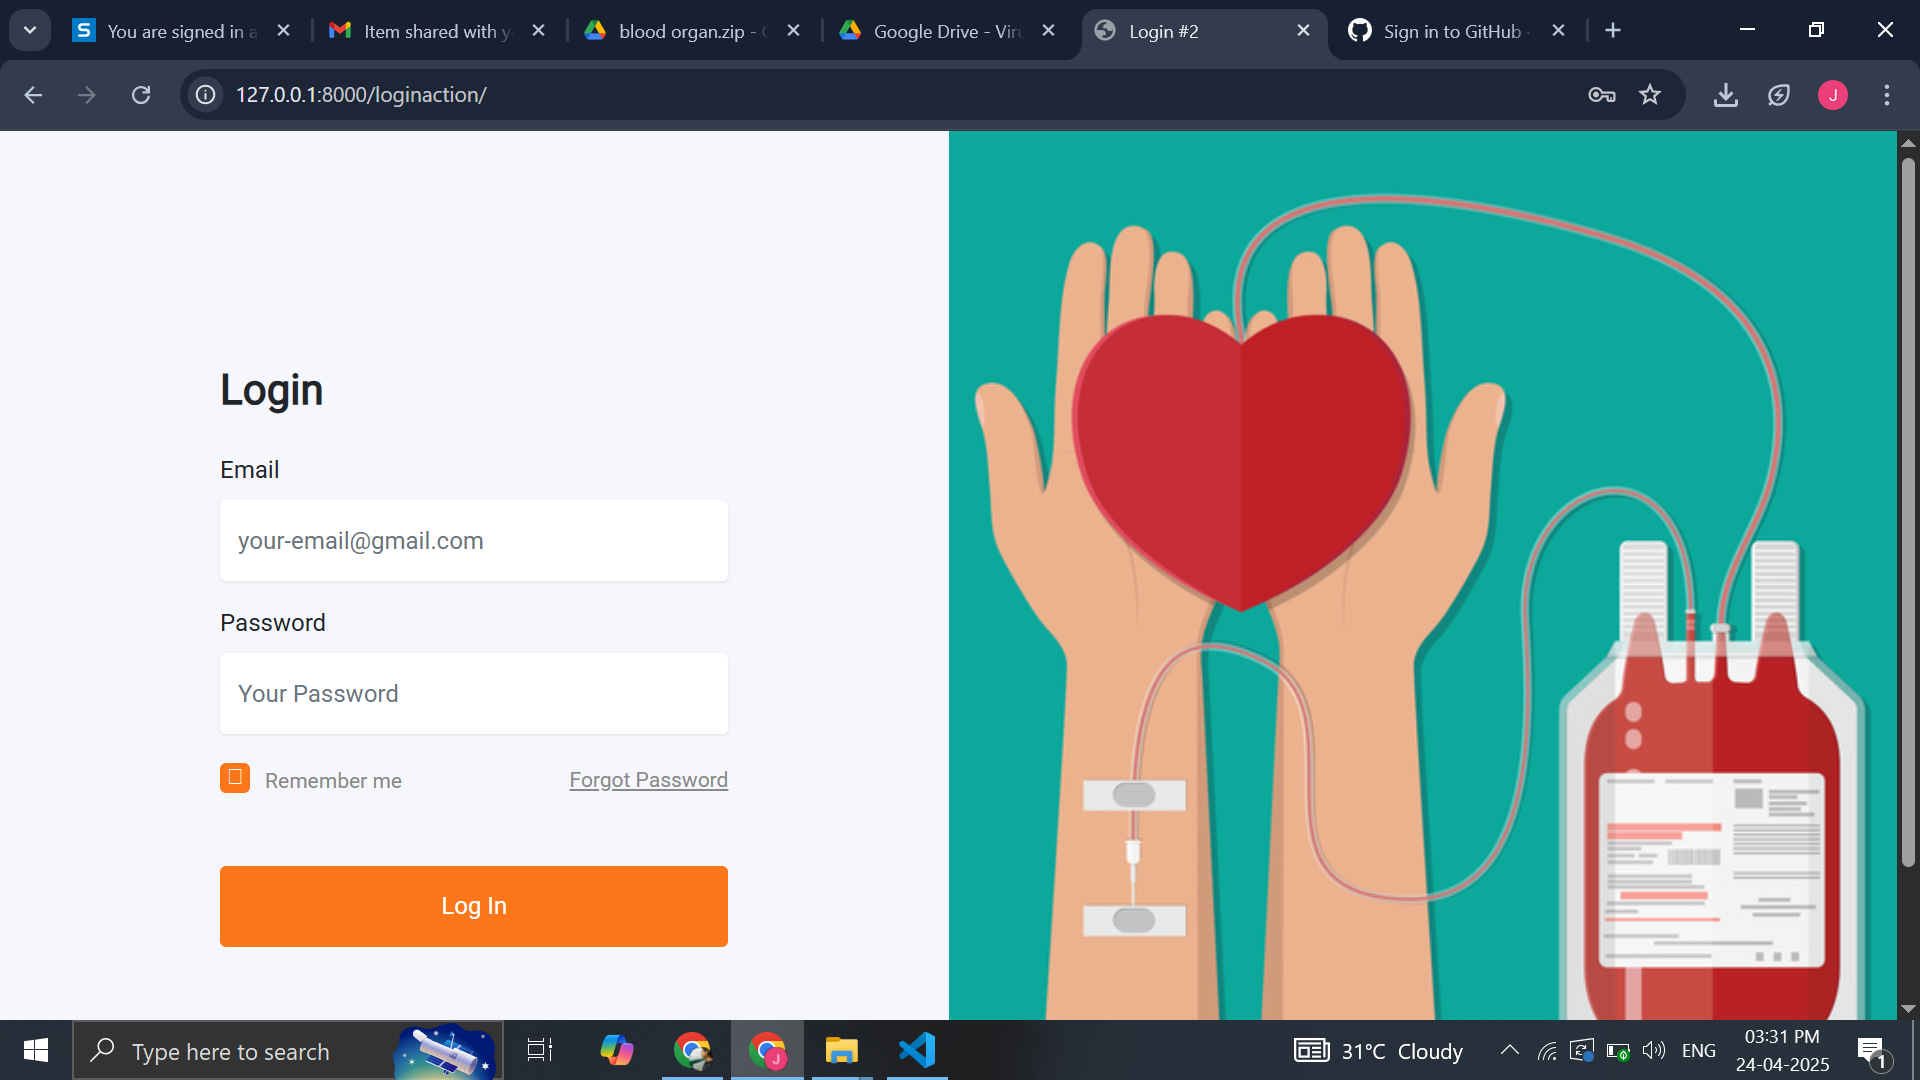 You are signed in a
Item shared with y
blood organ.zip - G
Google Drive - Viru
Login #2
Sign in to GitHub ·
127.0.0.1:8000/loginaction/
J
Login
Email
your-email@gmail.com
Password
Your Password
Remember me
Forgot Password
Log In
Type here to search
31°C Cloudy
ENG
03:31 PM
24-04-2025
1